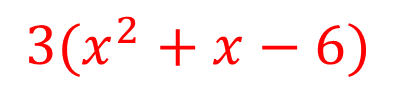 3(x² + x − 6)